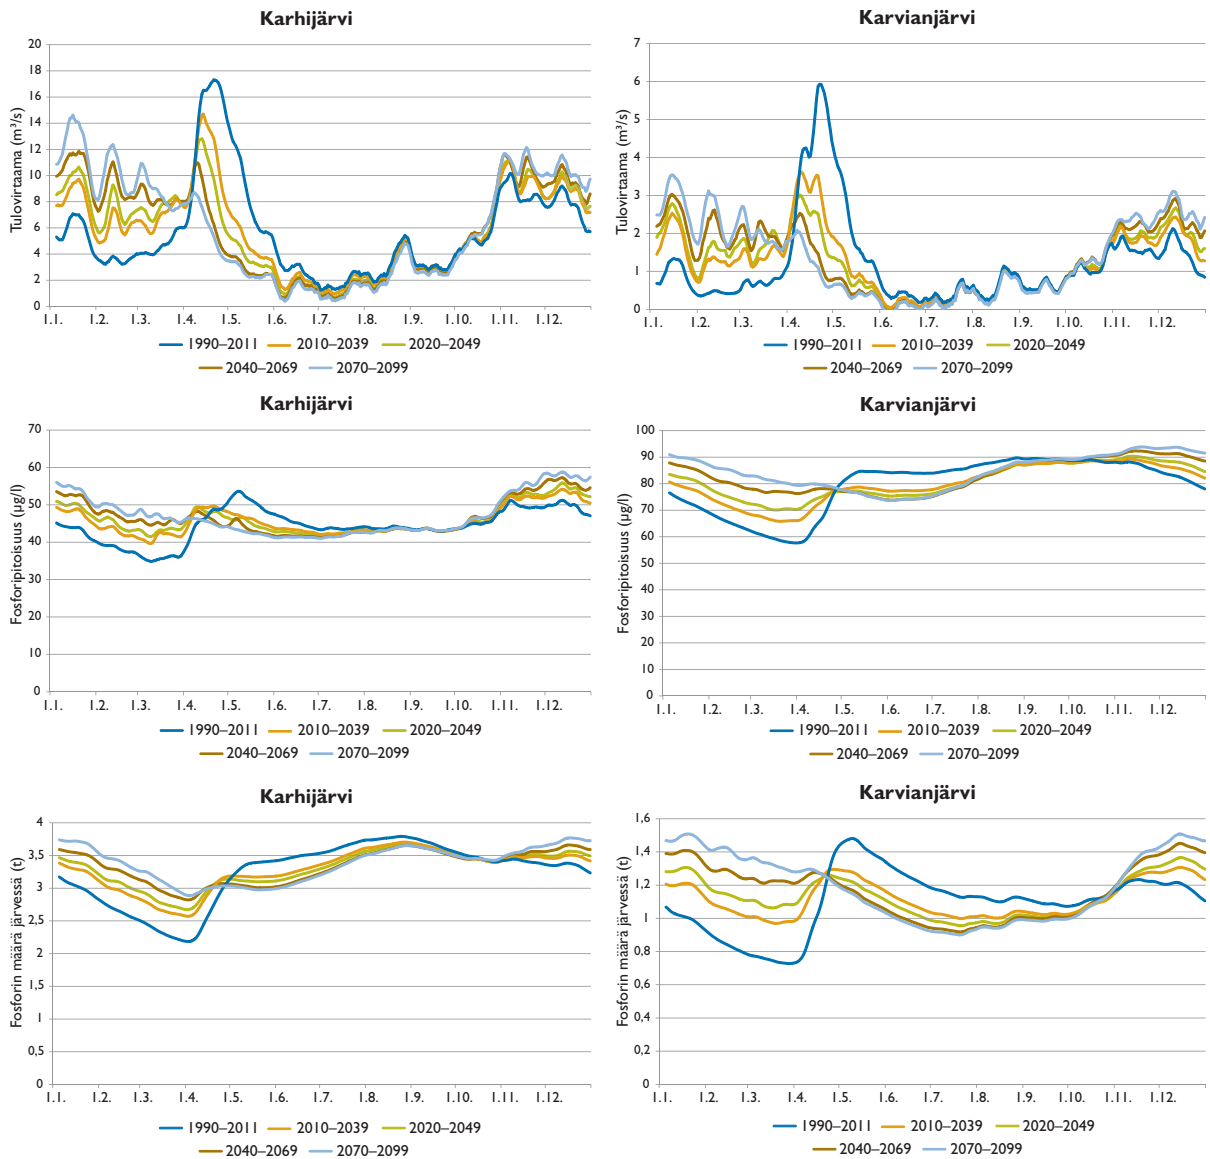 Karhijärvi
Tulovirtaama (m³/s)
20
18
16
14
12
10
8
6
4
2
0
1.1. 1.2. 1.3. 1.4. 1.5. 1.6. 1.7. 1.8. 1.9. 1.10. 1.11. 1.12.
1990–2011 2010–2039 2020–2049
2040–2069 2070–2099
Karvianjärvi
Tulovirtaama (m³/s)
7
6
5
4
3
2
1
0
1.1. 1.2. 1.3. 1.4. 1.5. 1.6. 1.7. 1.8. 1.9. 1.10. 1.11. 1.12.
1990–2011 2010–2039 2020–2049
2040–2069 2070–2099
Karhijärvi
Fosforipitoisuus (µg/l)
70
60
50
40
30
20
10
0
1.1. 1.2. 1.3. 1.4. 1.5. 1.6. 1.7. 1.8. 1.9. 1.10. 1.11. 1.12.
1990–2011 2010–2039 2020–2049
2040–2069 2070–2099
Karvianjärvi
Fosforipitoisuus (µg/l)
100
90
80
70
60
50
40
30
20
10
0
1.1. 1.2. 1.3. 1.4. 1.5. 1.6. 1.7. 1.8. 1.9. 1.10. 1.11. 1.12.
1990–2011 2010–2039 2020–2049
2040–2069 2070–2099
Karhijärvi
Fosforin määrä järvessä (t)
4
3,5
3
2,5
2
1,5
1
0,5
0
1.1. 1.2. 1.3. 1.4. 1.5. 1.6. 1.7. 1.8. 1.9. 1.10. 1.11. 1.12.
1990–2011 2010–2039 2020–2049
2040–2069 2070–2099
Karvianjärvi
Fosforin määrä järvessä (t)
1,6
1,4
1,2
1
0,8
0,6
0,4
0,2
0
1.1. 1.2. 1.3. 1.4. 1.5. 1.6. 1.7. 1.8. 1.9. 1.10. 1.11. 1.12.
1990–2011 2010–2039 2020–2049
2040–2069 2070–2099